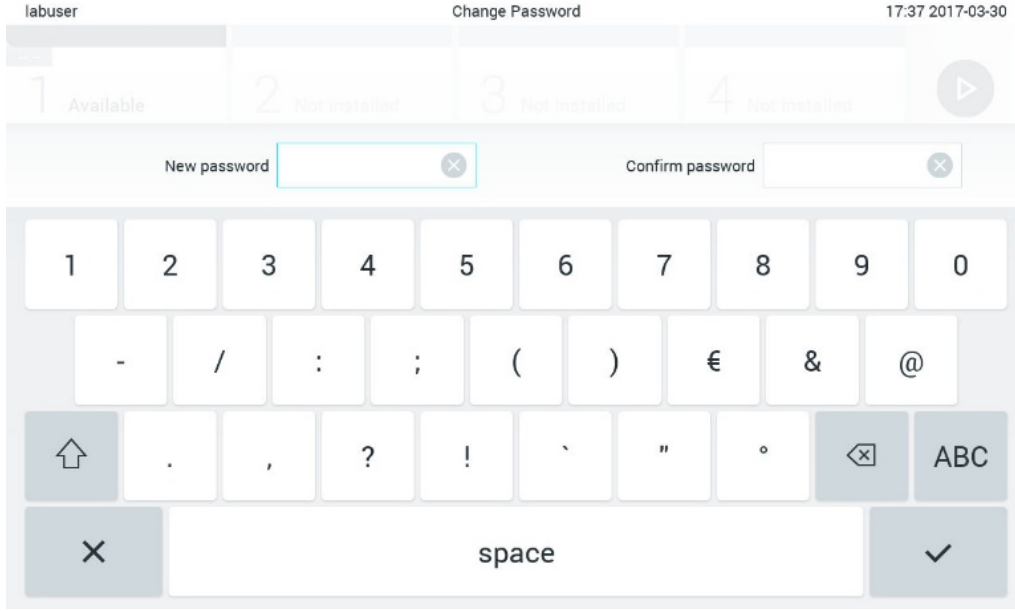 labuser Change Password 17:37 2017-03-30
1 Available 2 Not installed 3 Not installed 4 Not installed
New password Confirm password
1 2 3 4 5 6 7 8 9 0
- / : ; ( ) € & @
. , ? ! ` " ° ABC
space